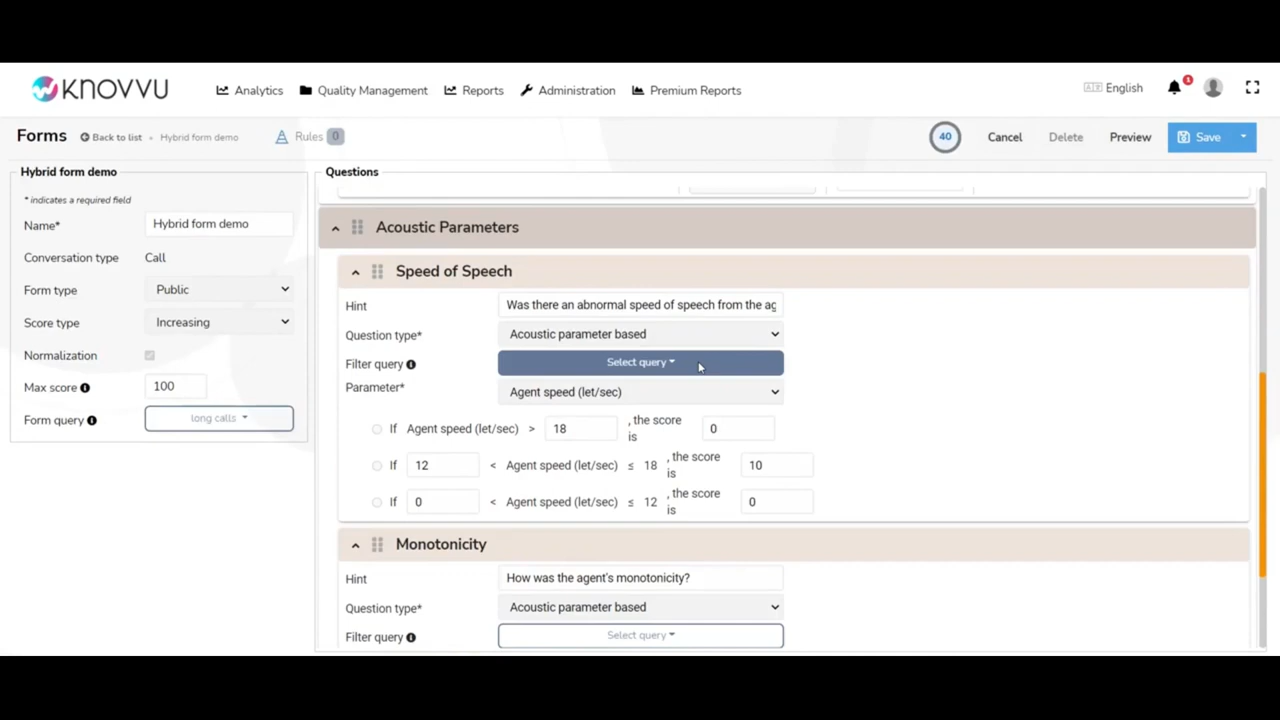 KNOVVU Analytics Quality Management Reports Administration Premium Reports English 1
Forms Back to list Hybrid form demo Rules 0 40 Cancel Delete Preview Save
Hybrid form demo
* indicates a required field
Name* Hybrid form demo
Conversation type Call
Form type Public
Score type Increasing
Normalization
Max score 100
Form query long calls
Questions
Acoustic Parameters
Speed of Speech
Hint Was there an abnormal speed of speech from the ag
Question type* Acoustic parameter based
Filter query Select query
Parameter* Agent speed (let/sec)
If Agent speed (let/sec) > 18 , the score is 0
If 12 < Agent speed (let/sec) ≤ 18 , the score is 10
If 0 < Agent speed (let/sec) ≤ 12 , the score is 0
Monotonicity
Hint How was the agent's monotonicity?
Question type* Acoustic parameter based
Filter query Select query